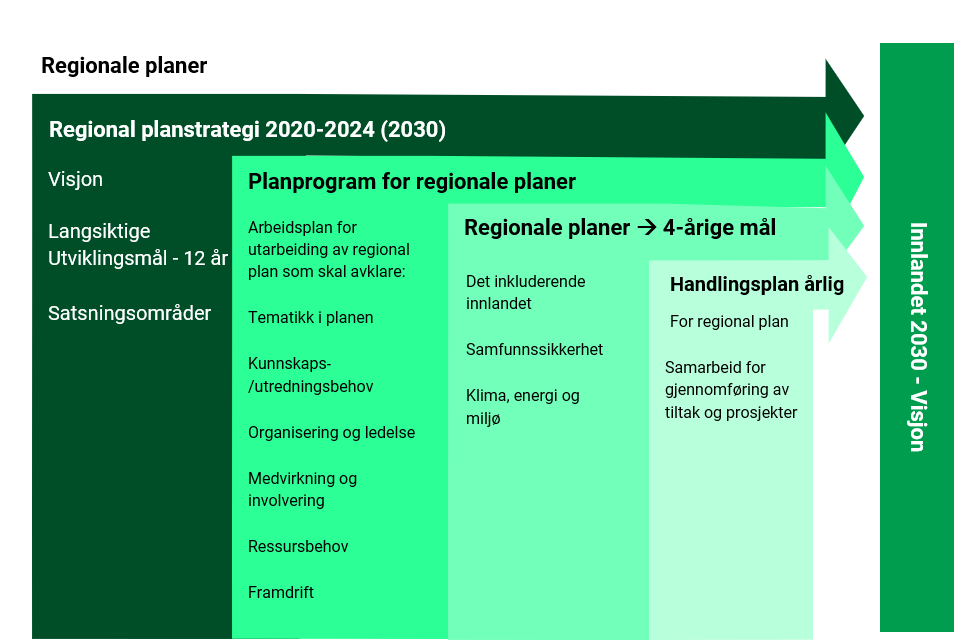 Regionale planer
Regional planstrategi 2020-2024 (2030)
Visjon
Langsiktige
Utviklingsmål - 12 år
Satsningsområder
Planprogram for regionale planer
Arbeidsplan for
utarbeiding av regional
plan som skal avklare:
Tematikk i planen
Kunnskaps-
/utredningsbehov
Organisering og ledelse
Medvirkning og
involvering
Ressursbehov
Framdrift
Regionale planer → 4-årige mål
Det inkluderende
innlandet
Samfunnssikkerhet
Klima, energi og
miljø
Handlingsplan årlig
For regional plan
Samarbeid for
gjennomføring av
tiltak og prosjekter
Innlandet 2030 - Visjon